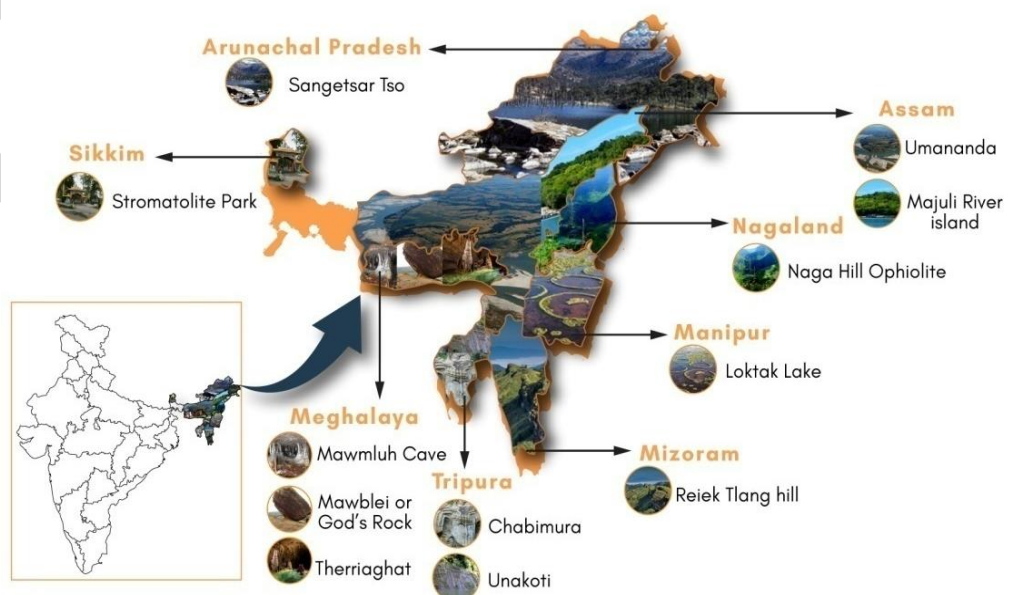 Arunachal Pradesh
Sangetsar Tso
Sikkim
Stromatolite Park
Assam
Umananda
Majuli River
island
Nagaland
Naga Hill Ophiolite
Manipur
Loktak Lake
Meghalaya
Mawmluh Cave
Mawblei or
God's Rock
Therriaghat
Tripura
Chabimura
Unakoti
Mizoram
Reiek Tlang hill